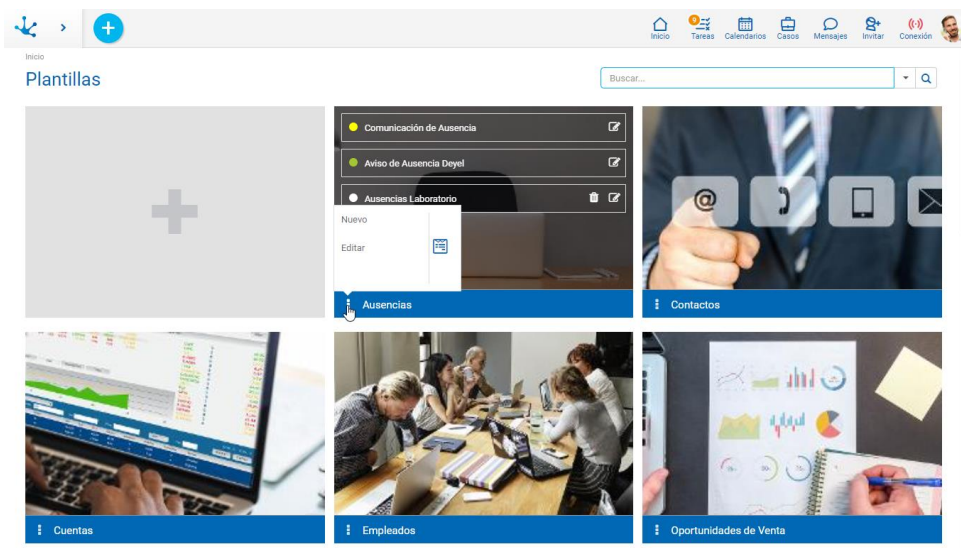 9
Inicio Tareas Calendarios Casos Mensajes Invitar Conexión
Inicio
Plantillas
Buscar...
Comunicación de Ausencia
Aviso de Ausencia Deyel
Ausencias Laboratorio
Nuevo
Editar
Ausencias
Contactos
Cuentas
Empleados
Oportunidades de Venta